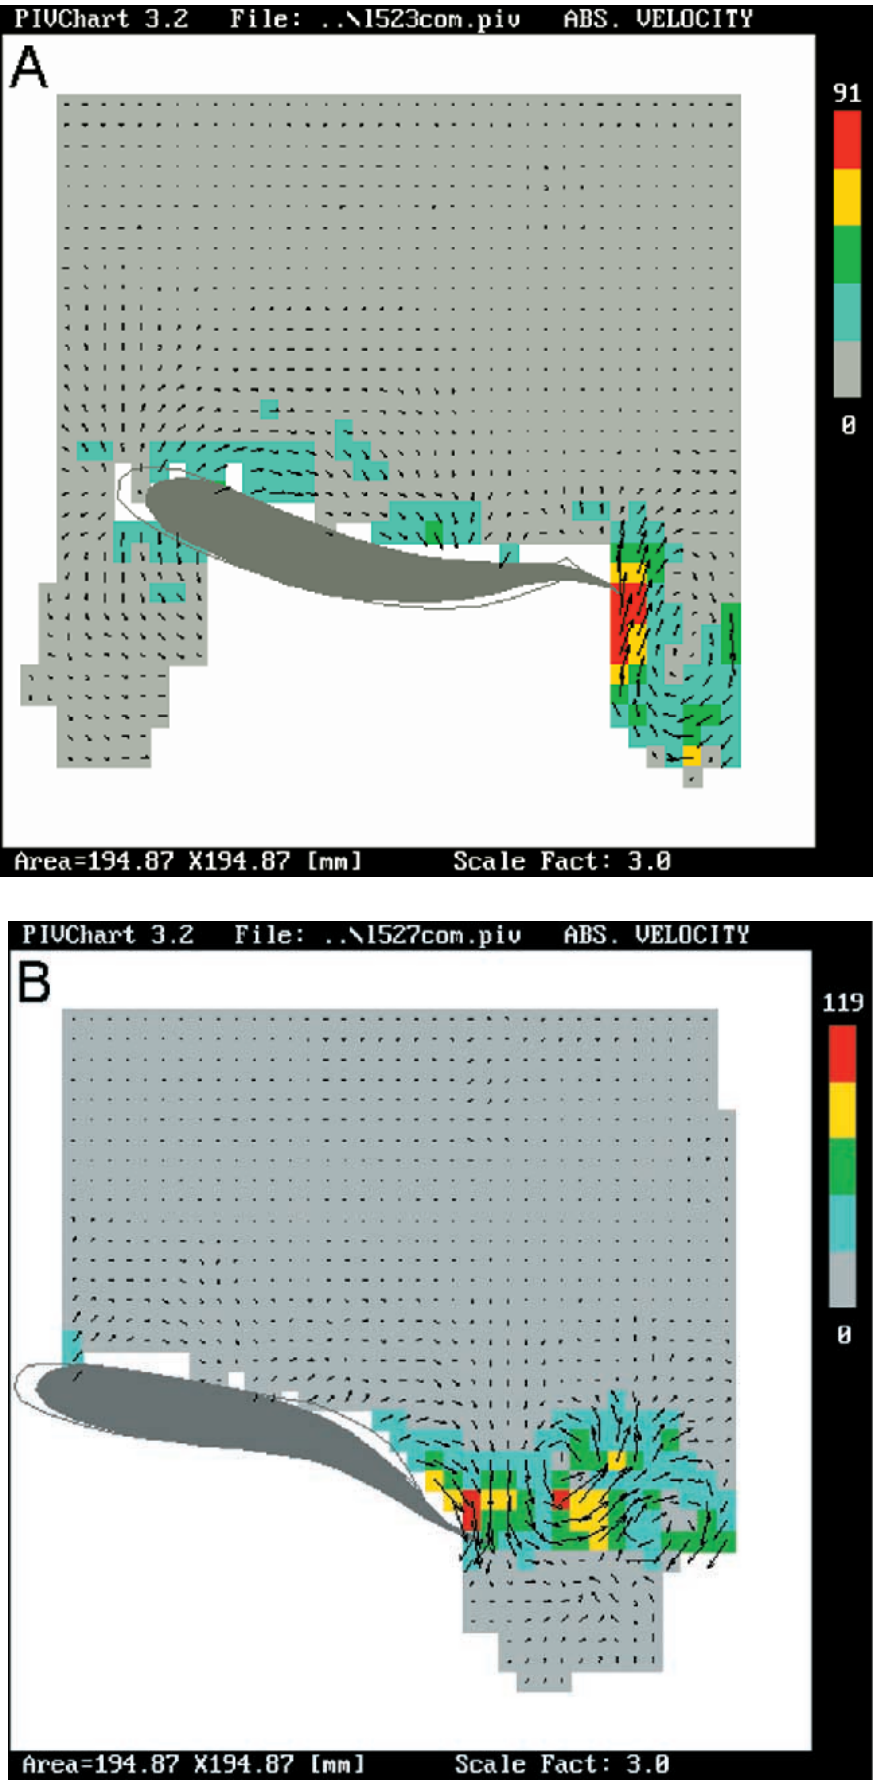 PIVChart 3.2 File: ..\l523com.piv ABS. VELOCITY
A
91
0
Area=194.87 X194.87 [mm] Scale Fact: 3.0
PIVChart 3.2 File: ..\l527com.piv ABS. VELOCITY
B
119
0
Area=194.87 X194.87 [mm] Scale Fact: 3.0